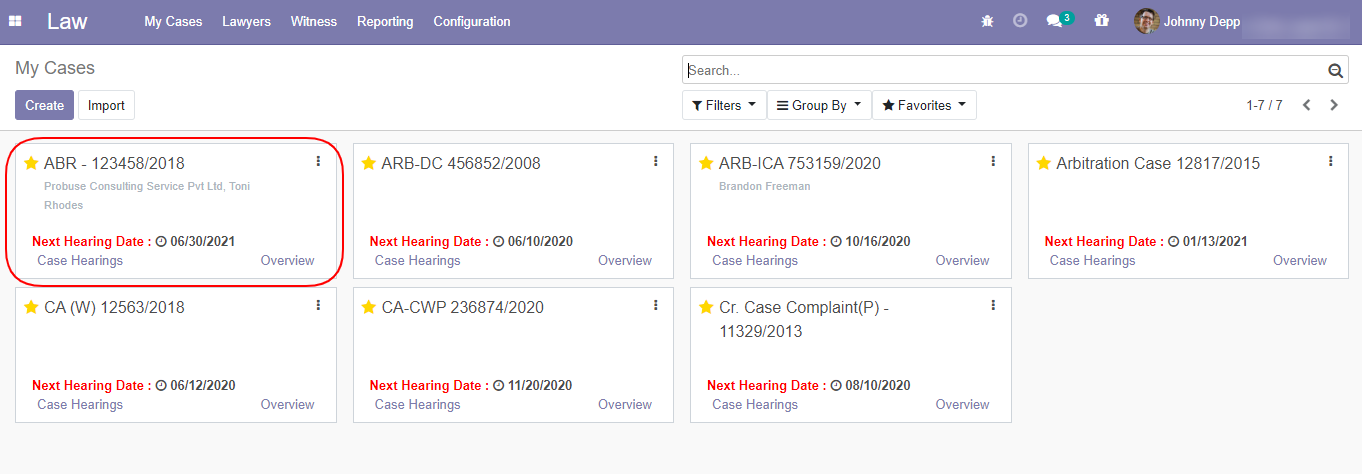 Law My Cases Lawyers Witness Reporting Configuration 3 Johnny Depp
My Cases
Search...
Create Import
Filters Group By Favorites 1-7 / 7
ABR - 123458/2018
Probuse Consulting Service Pvt Ltd, Toni
Rhodes
Next Hearing Date : 06/30/2021
Case Hearings Overview
ARB-DC 456852/2008
Next Hearing Date : 06/10/2020
Case Hearings Overview
ARB-ICA 753159/2020
Brandon Freeman
Next Hearing Date : 10/16/2020
Case Hearings Overview
Arbitration Case 12817/2015
Next Hearing Date : 01/13/2021
Case Hearings Overview
CA (W) 12563/2018
Next Hearing Date : 06/12/2020
Case Hearings Overview
CA-CWP 236874/2020
Next Hearing Date : 11/20/2020
Case Hearings Overview
Cr. Case Complaint(P) -
11329/2013
Next Hearing Date : 08/10/2020
Case Hearings Overview